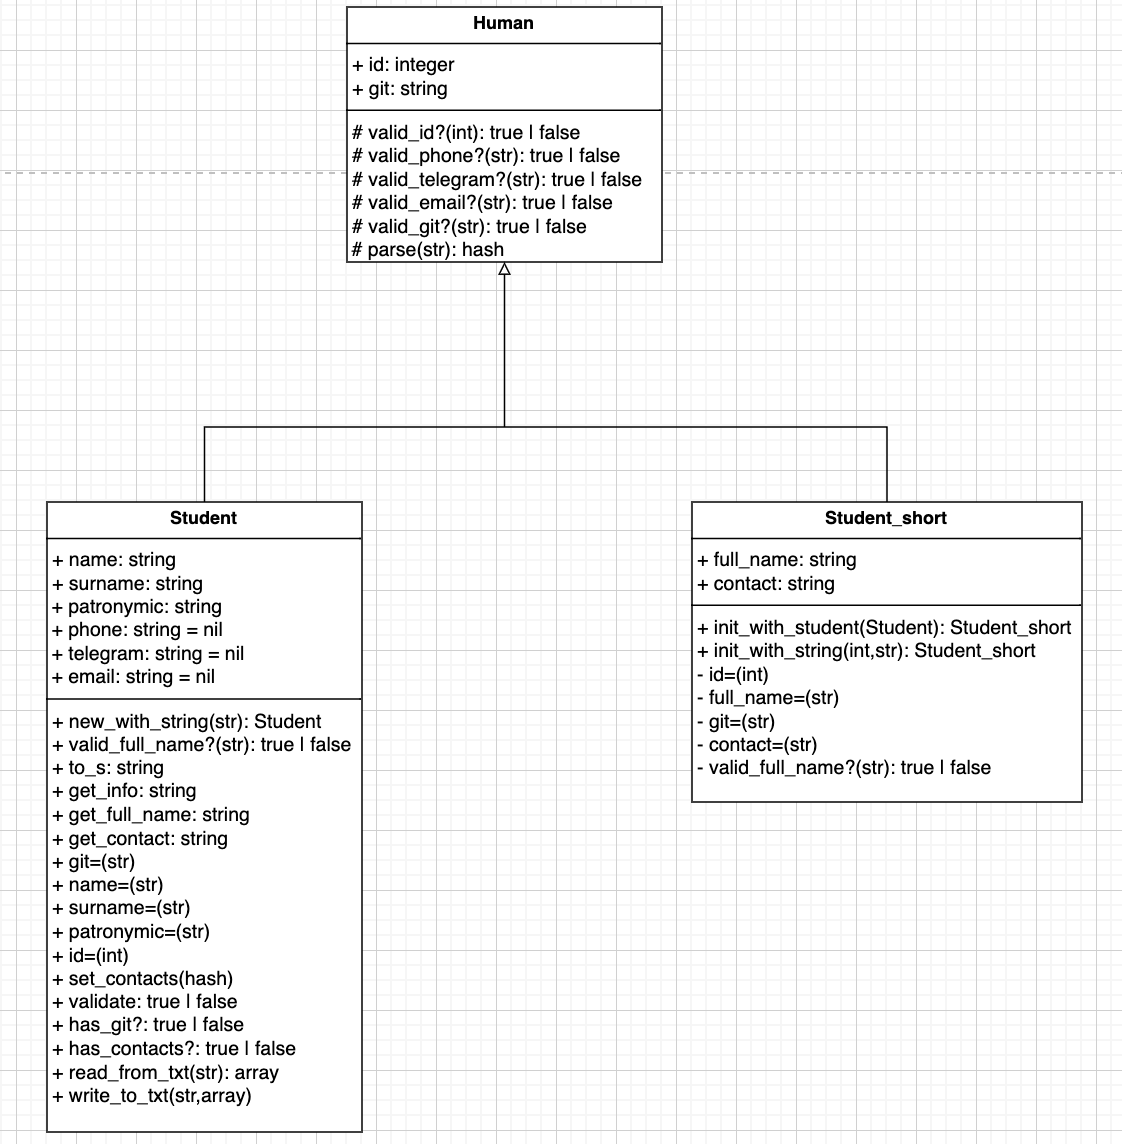 Human
+ id: integer
+ git: string
# valid_id?(int): true | false
# valid_phone?(str): true | false
# valid_telegram?(str): true | false
# valid_email?(str): true | false
# valid_git?(str): true | false
# parse(str): hash
Student
+ name: string
+ surname: string
+ patronymic: string
+ phone: string = nil
+ telegram: string = nil
+ email: string = nil
+ new_with_string(str): Student
+ valid_full_name?(str): true | false
+ to_s: string
+ get_info: string
+ get_full_name: string
+ get_contact: string
+ git=(str)
+ name=(str)
+ surname=(str)
+ patronymic=(str)
+ id=(int)
+ set_contacts(hash)
+ validate: true | false
+ has_git?: true | false
+ has_contacts?: true | false
+ read_from_txt(str): array
+ write_to_txt(str,array)
Student_short
+ full_name: string
+ contact: string
+ init_with_student(Student): Student_short
+ init_with_string(int,str): Student_short
- id=(int)
- full_name=(str)
- git=(str)
- contact=(str)
- valid_full_name?(str): true | false